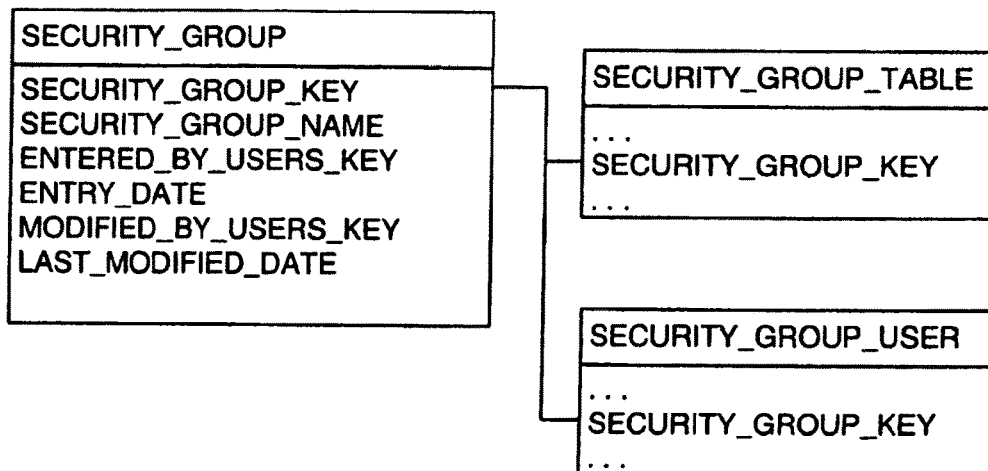 SECURITY_GROUP
SECURITY_GROUP_KEY
SECURITY_GROUP_NAME
ENTERED_BY_USERS_KEY
ENTRY_DATE
MODIFIED_BY_USERS_KEY
LAST_MODIFIED_DATE
SECURITY_GROUP_TABLE
...
SECURITY_GROUP_KEY
...
SECURITY_GROUP_USER
...
SECURITY_GROUP_KEY
...